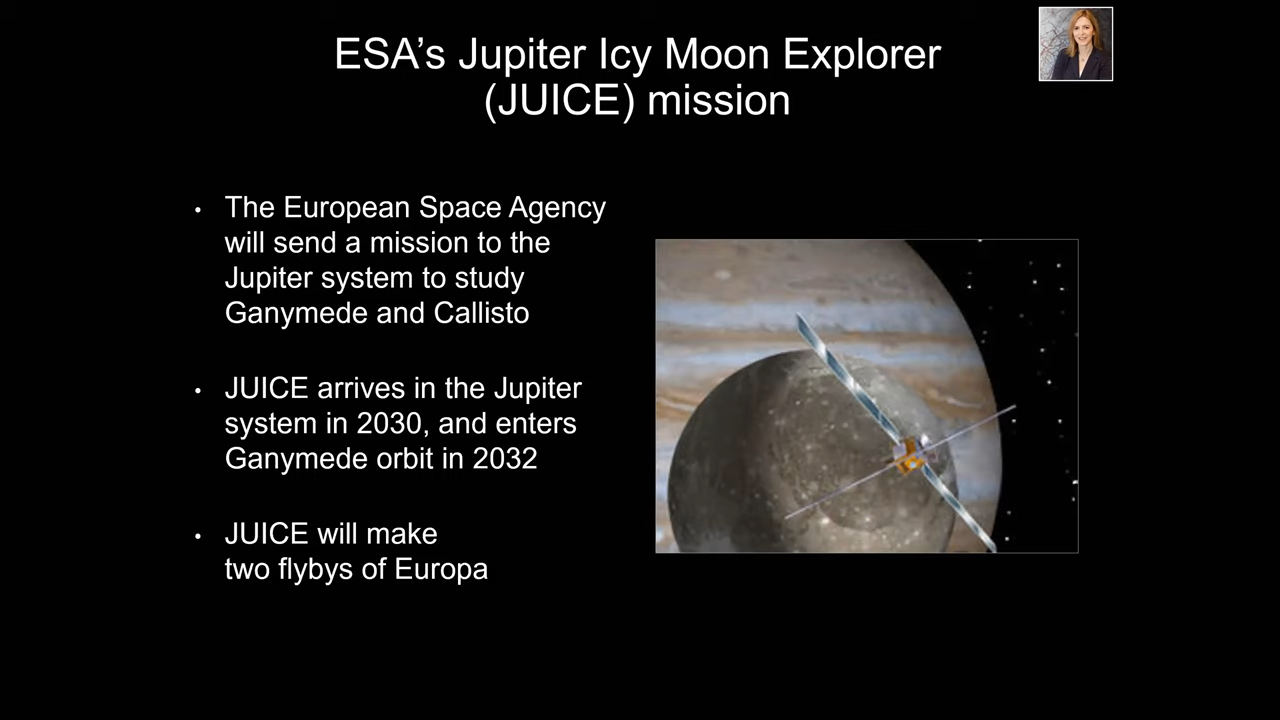 ESA’s Jupiter Icy Moon Explorer
(JUICE) mission
• The European Space Agency
will send a mission to the
Jupiter system to study
Ganymede and Callisto
• JUICE arrives in the Jupiter
system in 2030, and enters
Ganymede orbit in 2032
• JUICE will make
two flybys of Europa